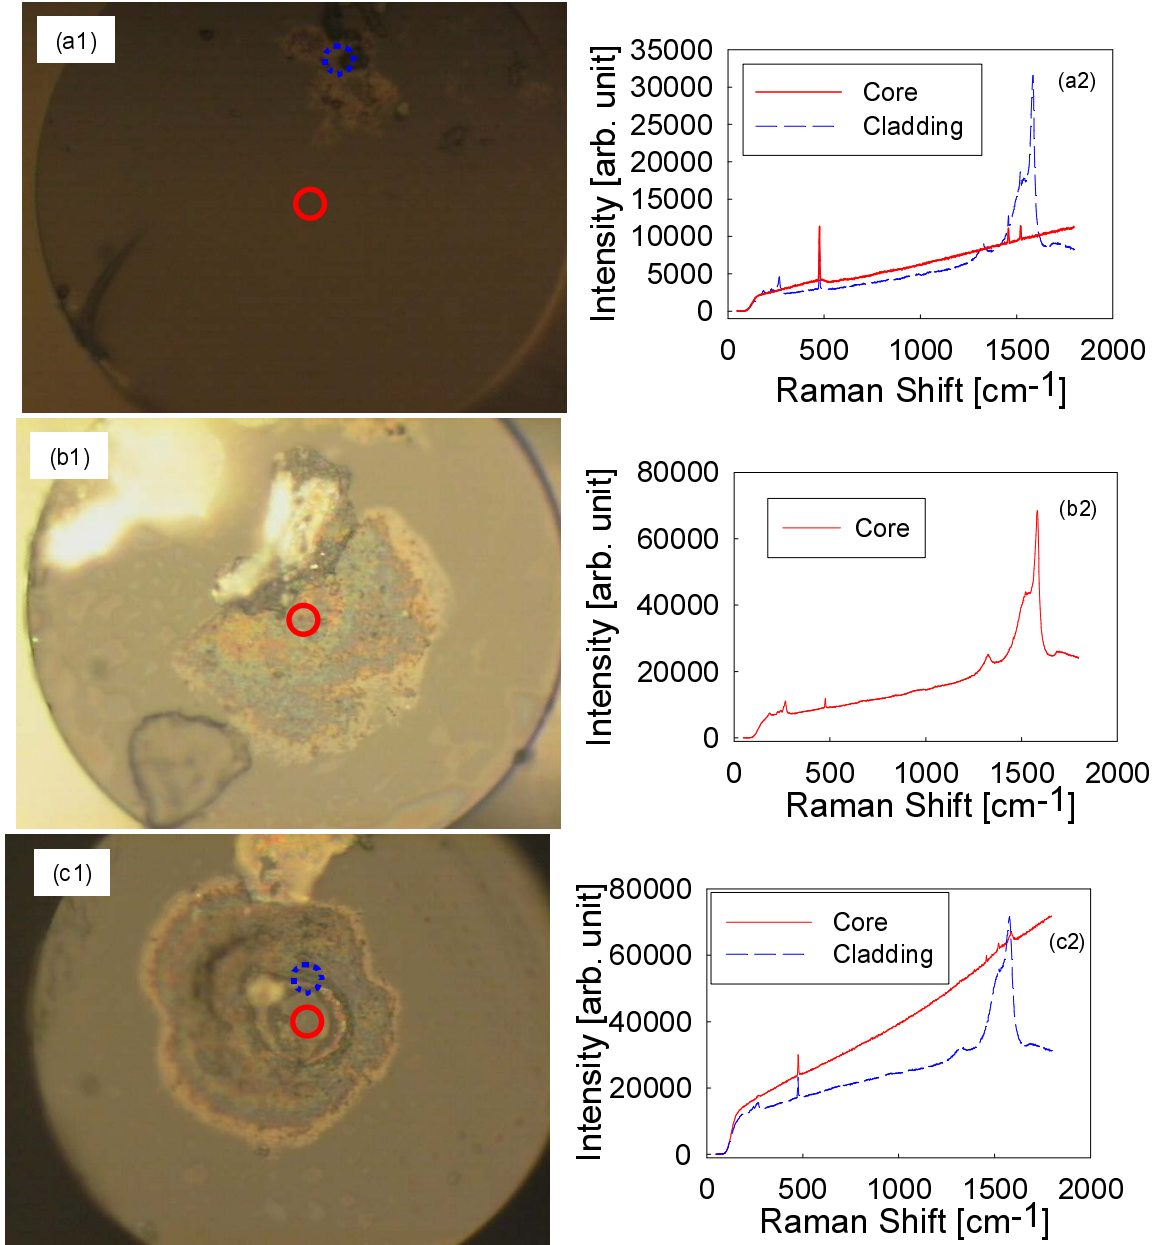 (a1)
35000
30000
25000
20000
15000
10000
5000
0
Intensity [arb. unit]
Core
Cladding
(a2)
0 500 1000 1500 2000
Raman Shift [cm-1]
(b1)
80000
60000
40000
20000
0
Intensity [arb. unit]
Core
(b2)
0 500 1000 1500 2000
Raman Shift [cm-1]
(c1)
80000
60000
40000
20000
0
Intensity [arb. unit]
Core
Cladding
(c2)
0 500 1000 1500 2000
Raman Shift [cm-1]